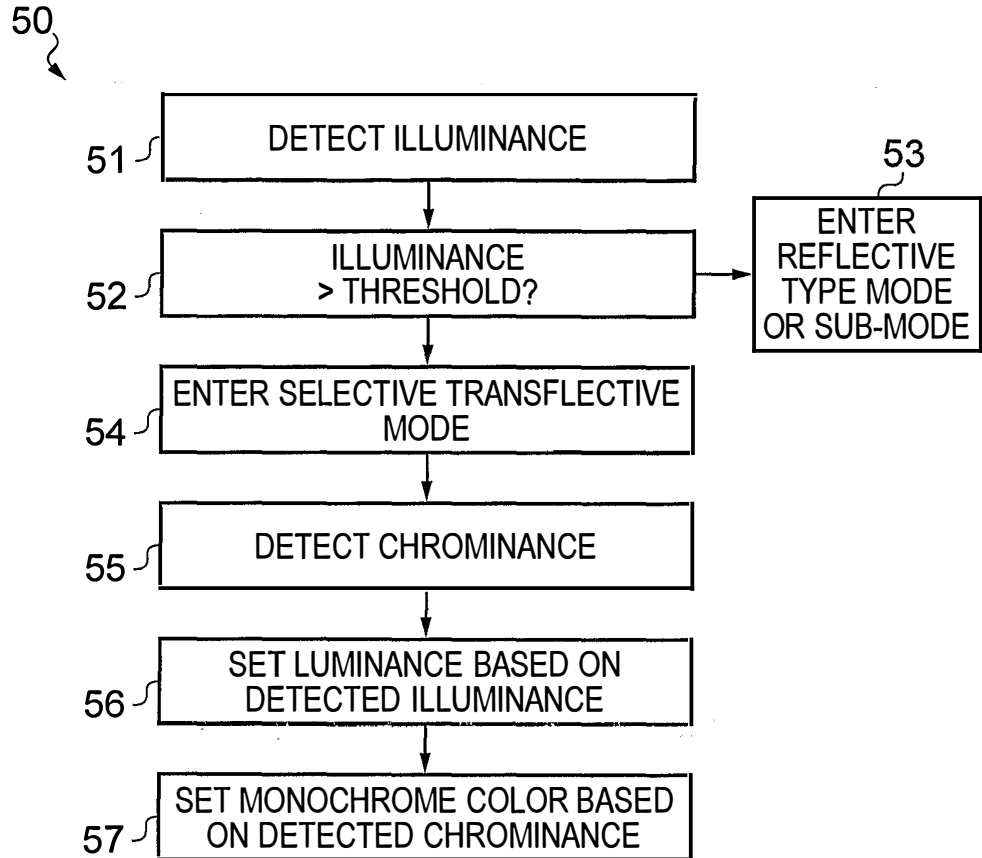 50
51
DETECT ILLUMINANCE
52
ILLUMINANCE
> THRESHOLD?
53
ENTER
REFLECTIVE
TYPE MODE
OR SUB-MODE
54
ENTER SELECTIVE TRANSFLECTIVE
MODE
55
DETECT CHROMINANCE
56
SET LUMINANCE BASED ON
DETECTED ILLUMINANCE
57
SET MONOCHROME COLOR BASED
ON DETECTED CHROMINANCE